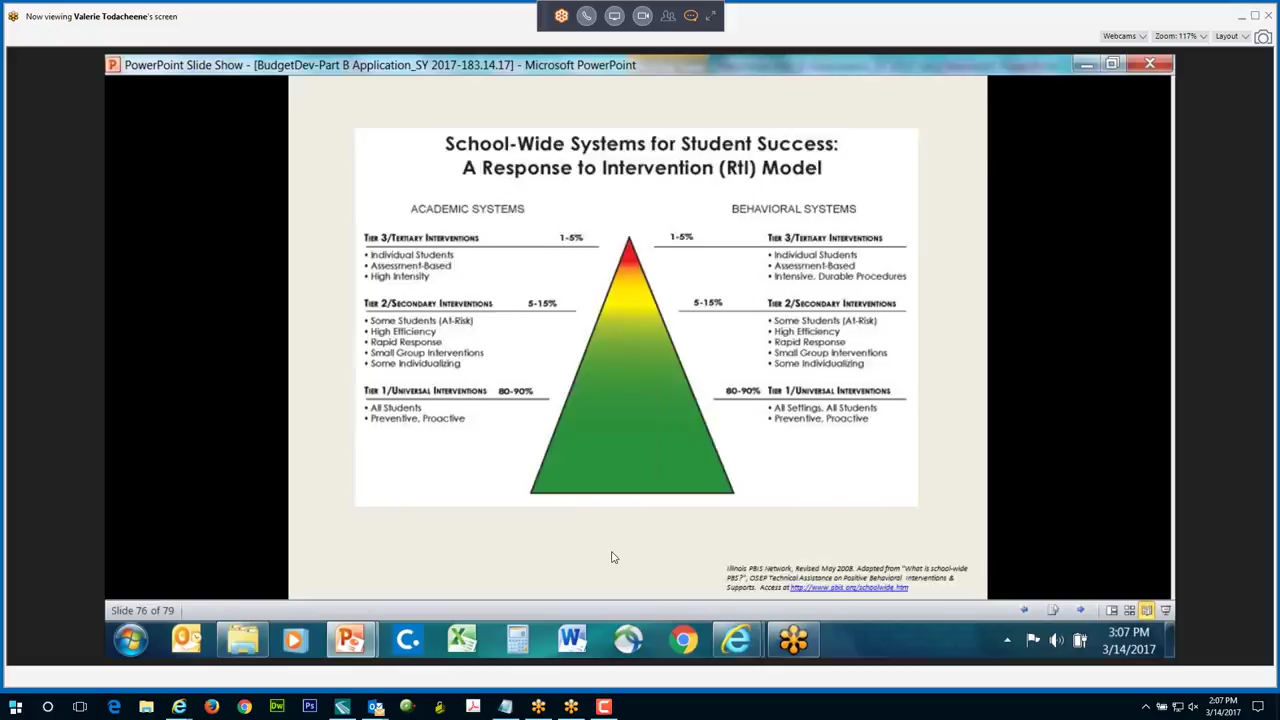 Now viewing Valerie Todacheene's screen
Webcams
Zoom: 117%
Layout
PowerPoint Slide Show - [BudgetDev-Part B Application_SY 2017-183.14.17] - Microsoft PowerPoint
School-Wide Systems for Student Success:
A Response to Intervention (RtI) Model
ACADEMIC SYSTEMS
TIER 3/TERTIARY INTERVENTIONS 1-5%
• Individual Students
• Assessment-Based
• High Intensity
TIER 2/SECONDARY INTERVENTIONS 5-15%
• Some Students (At-Risk)
• High Efficiency
• Rapid Response
• Small Group Interventions
• Some Individualizing
TIER 1/UNIVERSAL INTERVENTIONS 80-90%
• All Students
• Preventive, Proactive
BEHAVIORAL SYSTEMS
1-5% TIER 3/TERTIARY INTERVENTIONS
• Individual Students
• Assessment-Based
• Intensive, Durable Procedures
5-15% TIER 2/SECONDARY INTERVENTIONS
• Some Students (At-Risk)
• High Efficiency
• Rapid Response
• Small Group Interventions
• Some Individualizing
80-90% TIER 1/UNIVERSAL INTERVENTIONS
• All Settings, All Students
• Preventive, Proactive
Illinois PBIS Network, Revised May 2008. Adapted from "What is school-wide
PBS?", OSEP Technical Assistance on Positive Behavioral Interventions &
Supports. Access at http://www.pbis.org/schoolwide.htm
Slide 76 of 79
3:07 PM
3/14/2017
2:07 PM
3/14/2017